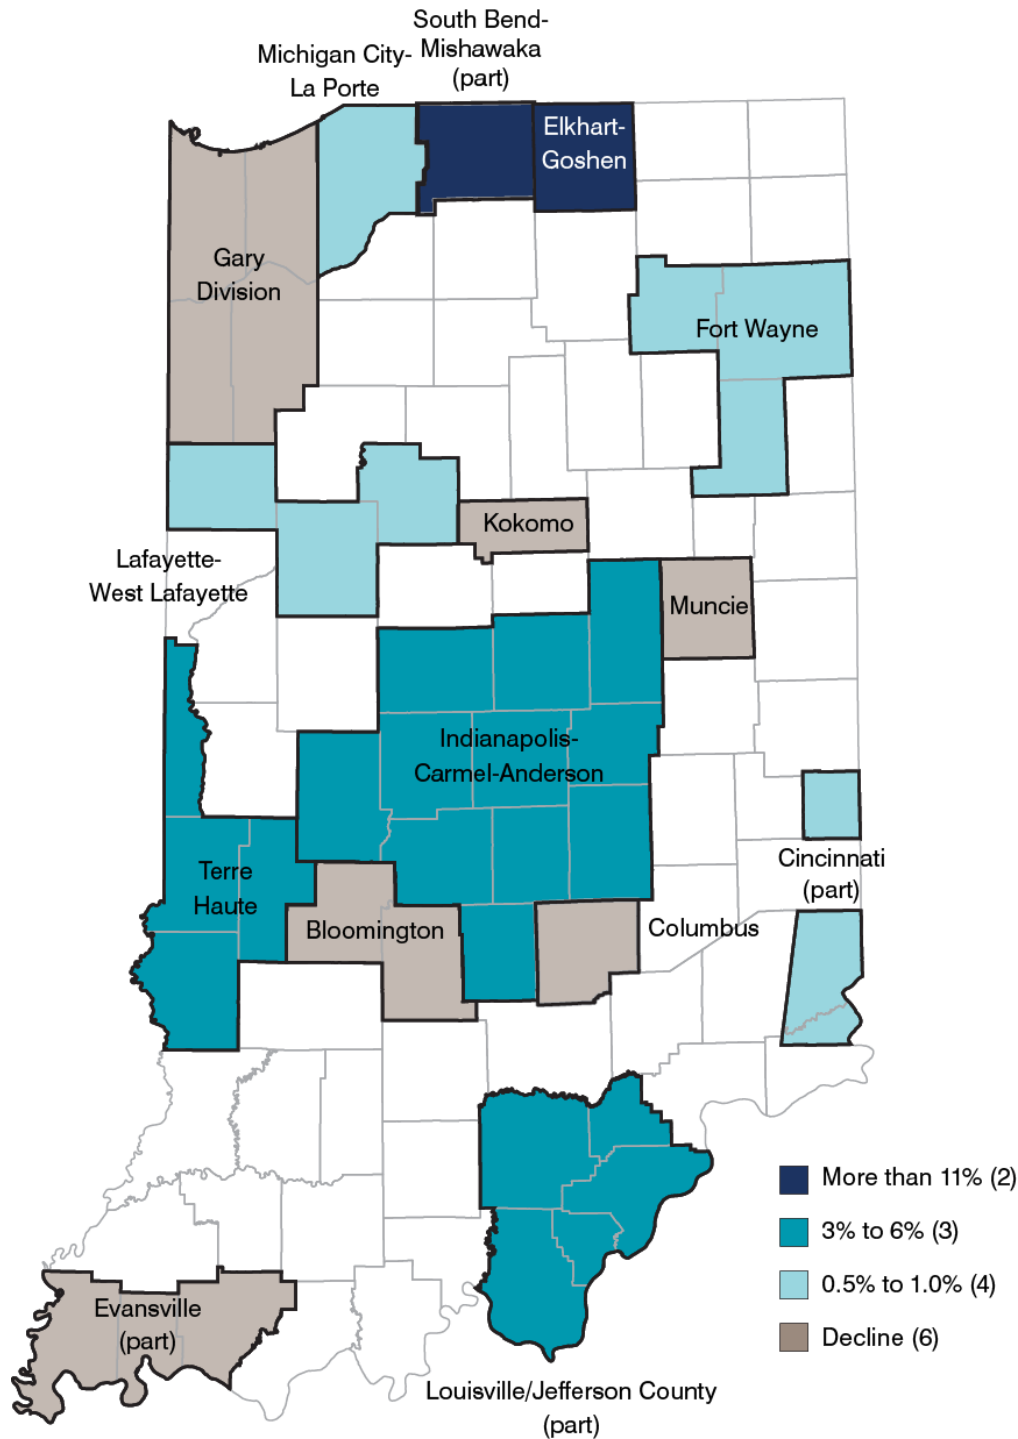 South Bend-
Mishawaka
(part)
Michigan City-
La Porte
Elkhart-
Goshen
Gary
Division
Fort Wayne
Kokomo
Lafayette-
West Lafayette
Muncie
Indianapolis-
Carmel-Anderson
Cincinnati
(part)
Terre
Haute
Bloomington
Columbus
More than 11% (2)
3% to 6% (3)
0.5% to 1.0% (4)
Decline (6)
Evansville
(part)
Louisville/Jefferson County
(part)